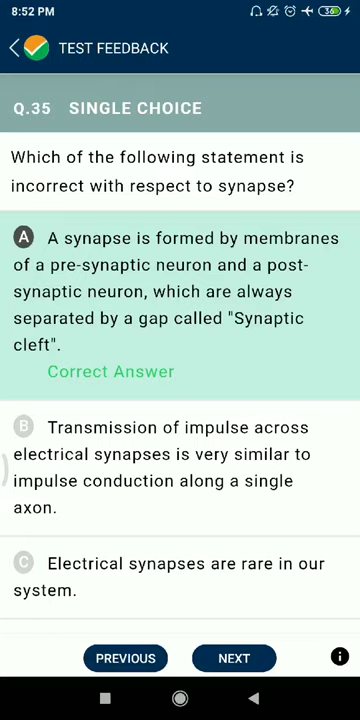 8:52 PM
36
TEST FEEDBACK
Q.35 SINGLE CHOICE
Which of the following statement is
incorrect with respect to synapse?
A A synapse is formed by membranes
of a pre-synaptic neuron and a post-
synaptic neuron, which are always
separated by a gap called "Synaptic
cleft".
Correct Answer
B Transmission of impulse across
electrical synapses is very similar to
impulse conduction along a single
axon.
C Electrical synapses are rare in our
system.
PREVIOUS NEXT